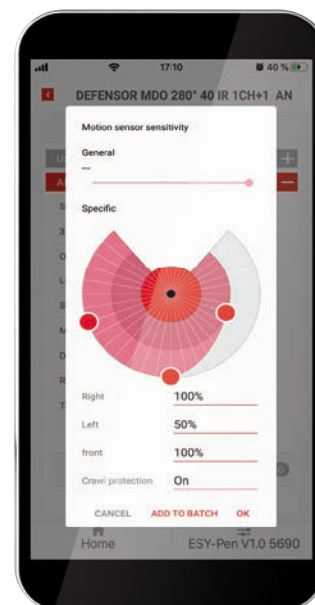 17:10
40 %
DEFENSOR MDO 280° 40 IR 1CH+1 AN
Motion sensor sensitivity
General
—
Specific
Right 100%
Left 50%
front 100%
Crawl protection On
CANCEL ADD TO BATCH OK
Home ESY-Pen V1.0 5690